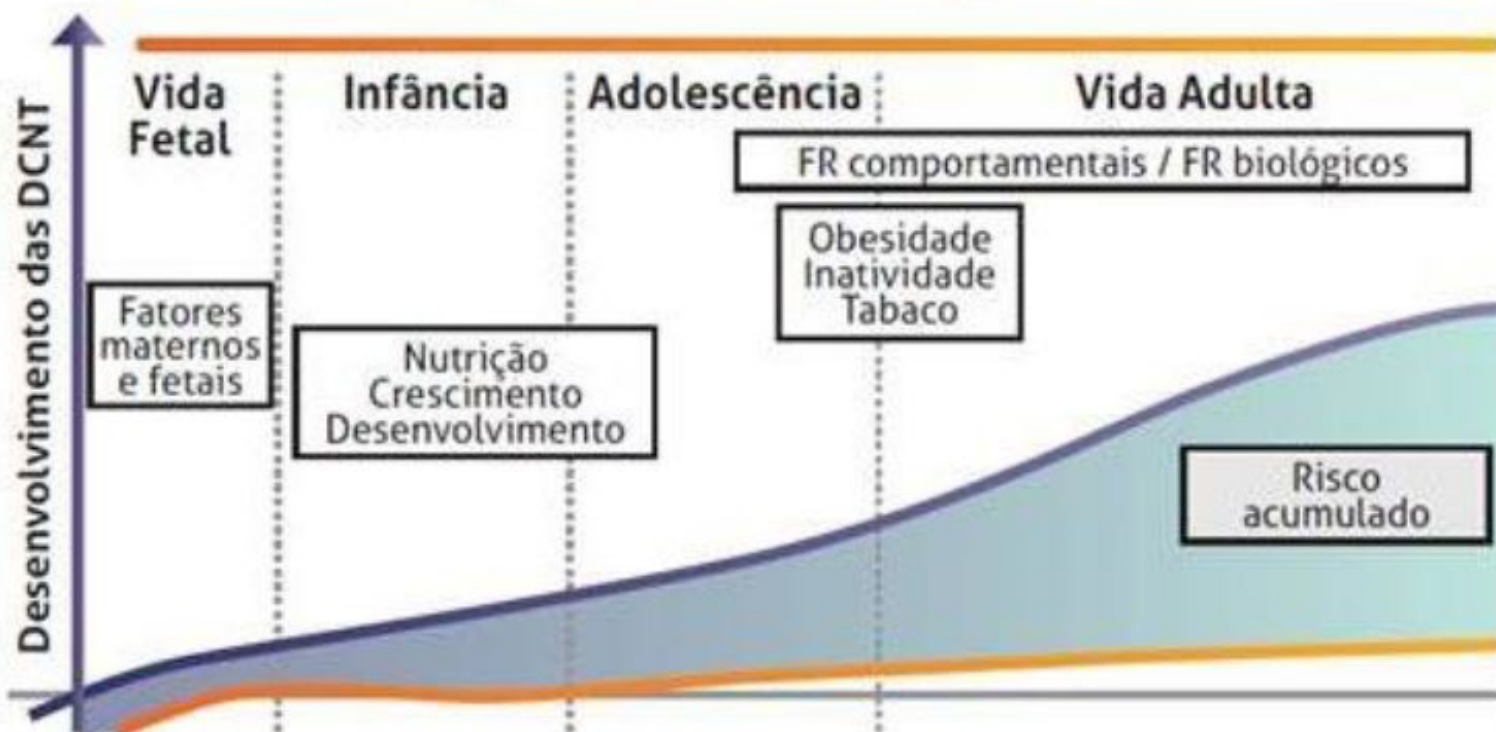 Desenvolvimento das DCNT
Vida
Fetal
Infância
Adolescência
Vida Adulta
FR comportamentais / FR biológicos
Obesidade
Inatividade
Tabaco
Fatores
maternos
e fetais
Nutrição
Crescimento
Desenvolvimento
Risco
acumulado